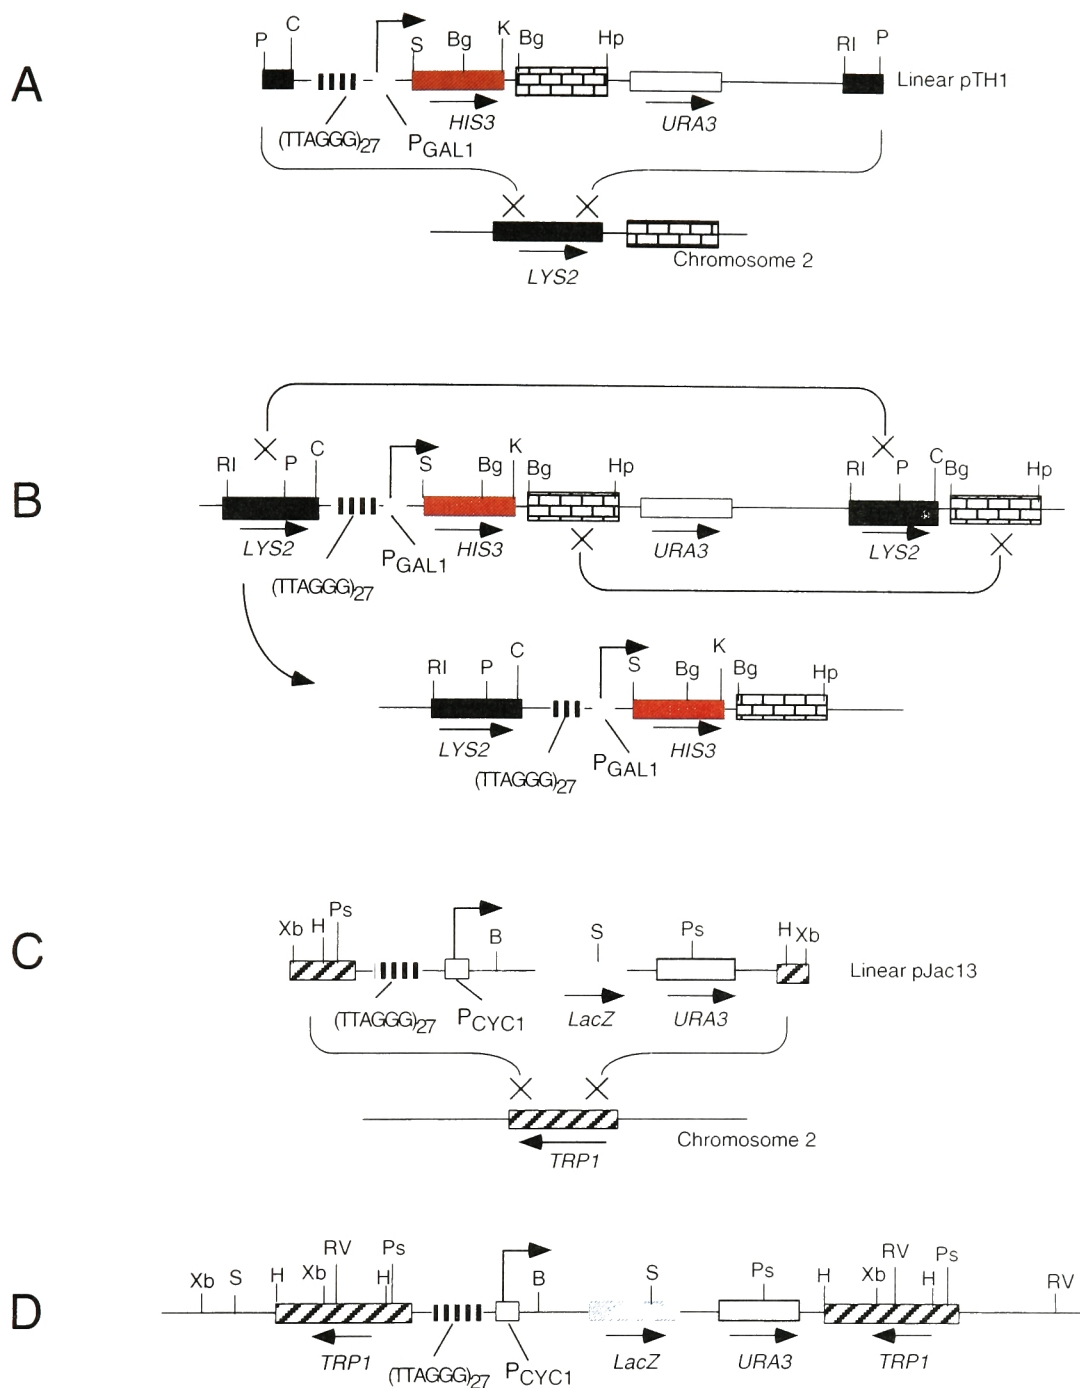 A
P C S Bg K Bg Hp RI P
Linear pTH1
HIS3 URA3
(TTAGGG)27 PGAL1
LYS2
Chromosome 2
B
RI P C S Bg K Bg Hp RI P C Bg Hp
LYS2 HIS3 URA3 LYS2
(TTAGGG)27 PGAL1
RI P C S Bg K Bg Hp
LYS2 HIS3
(TTAGGG)27 PGAL1
C
Xb H Ps B S Ps H Xb
Linear pJac13
(TTAGGG)27 PCYC1 LacZ URA3
Chromosome 2
TRP1
D
Xb S H Xb RV H Ps B S Ps H Xb RV H Ps RV
TRP1 (TTAGGG)27 PCYC1 LacZ URA3 TRP1